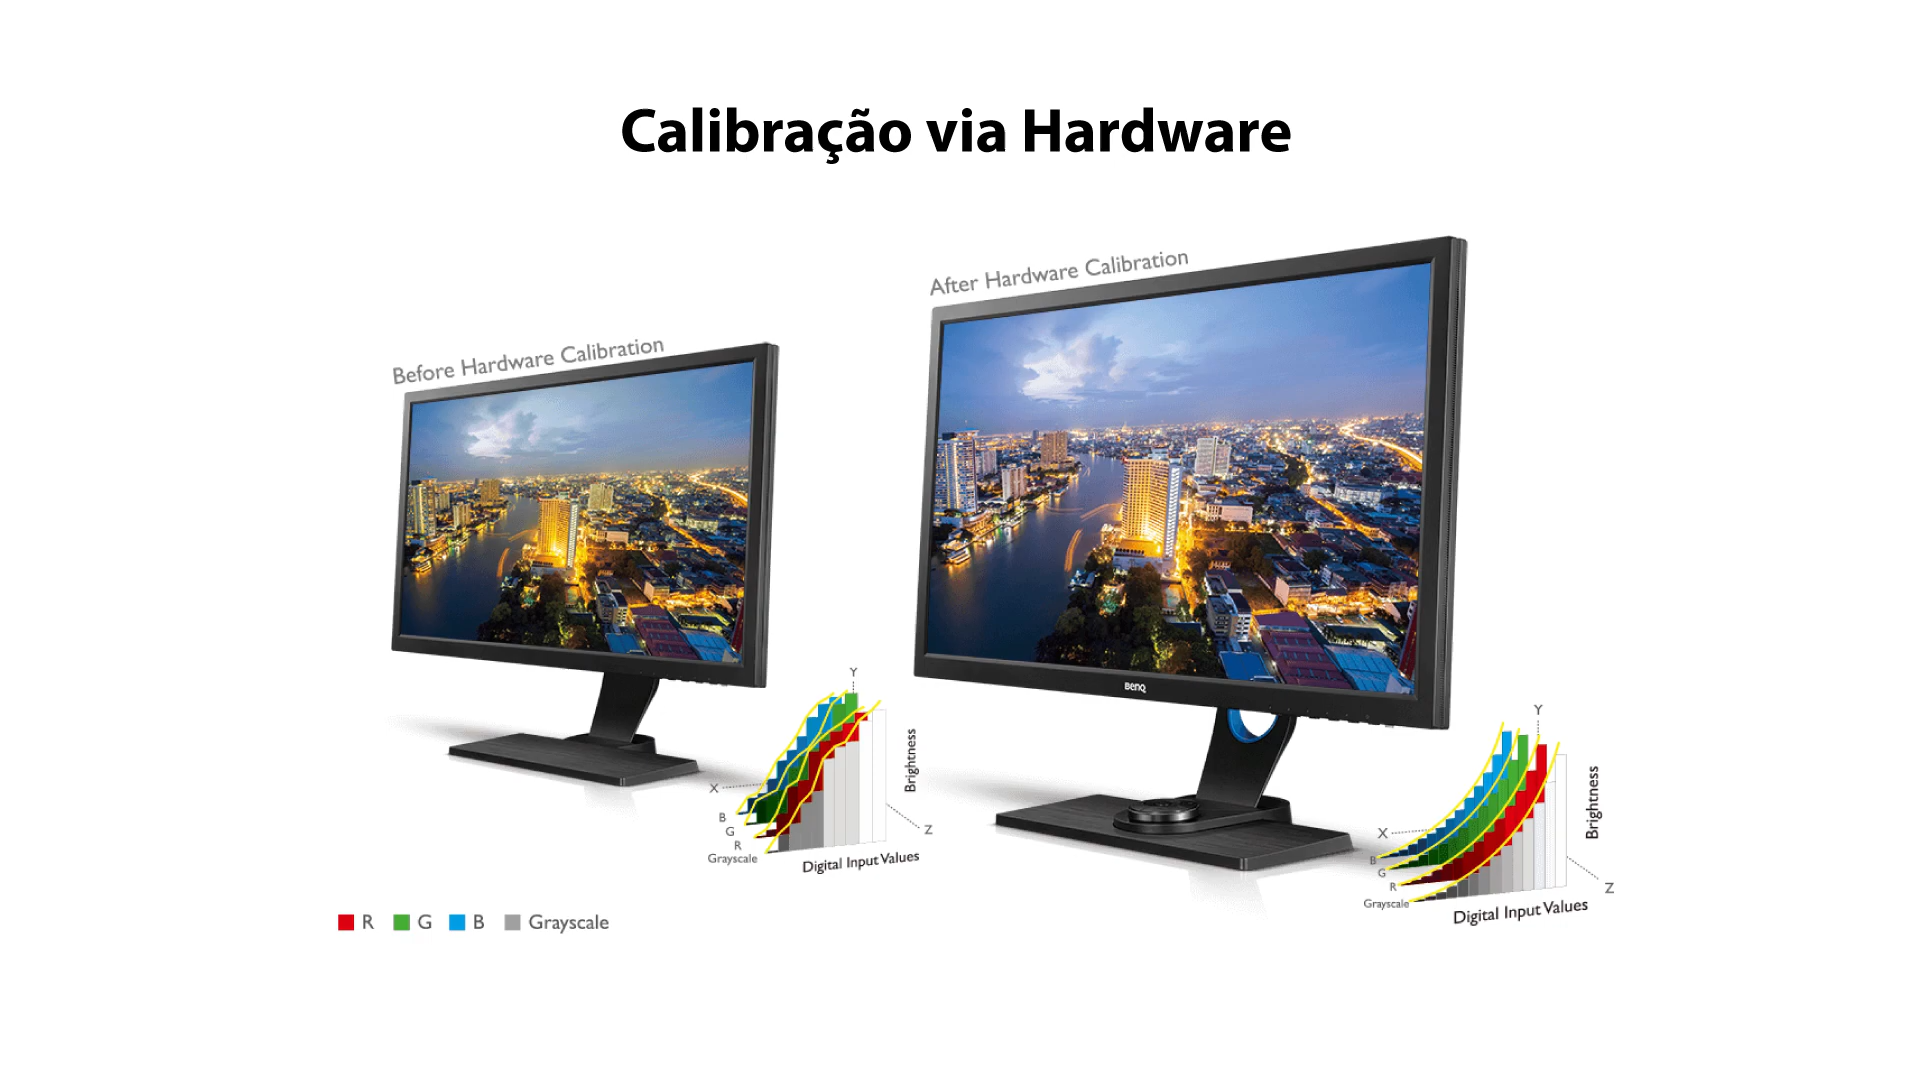 Calibração via Hardware
Before Hardware Calibration
After Hardware Calibration
BenQ
Y
X
B
G
R
Grayscale
Brightness
Z
Digital Input Values
Y
X
B
G
R
Grayscale
Brightness
Z
Digital Input Values
R G B Grayscale